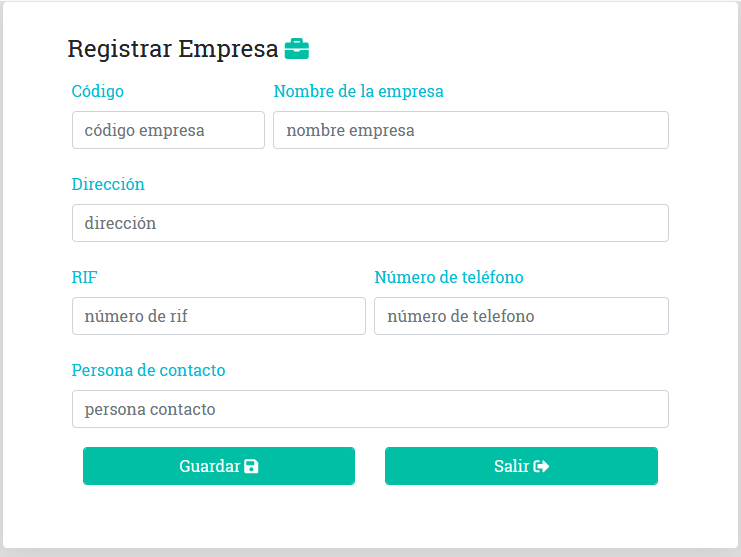 Registrar Empresa
Código Nombre de la empresa
código empresa nombre empresa
Dirección
dirección
RIF Número de teléfono
número de rif número de telefono
Persona de contacto
persona contacto
Guardar Salir